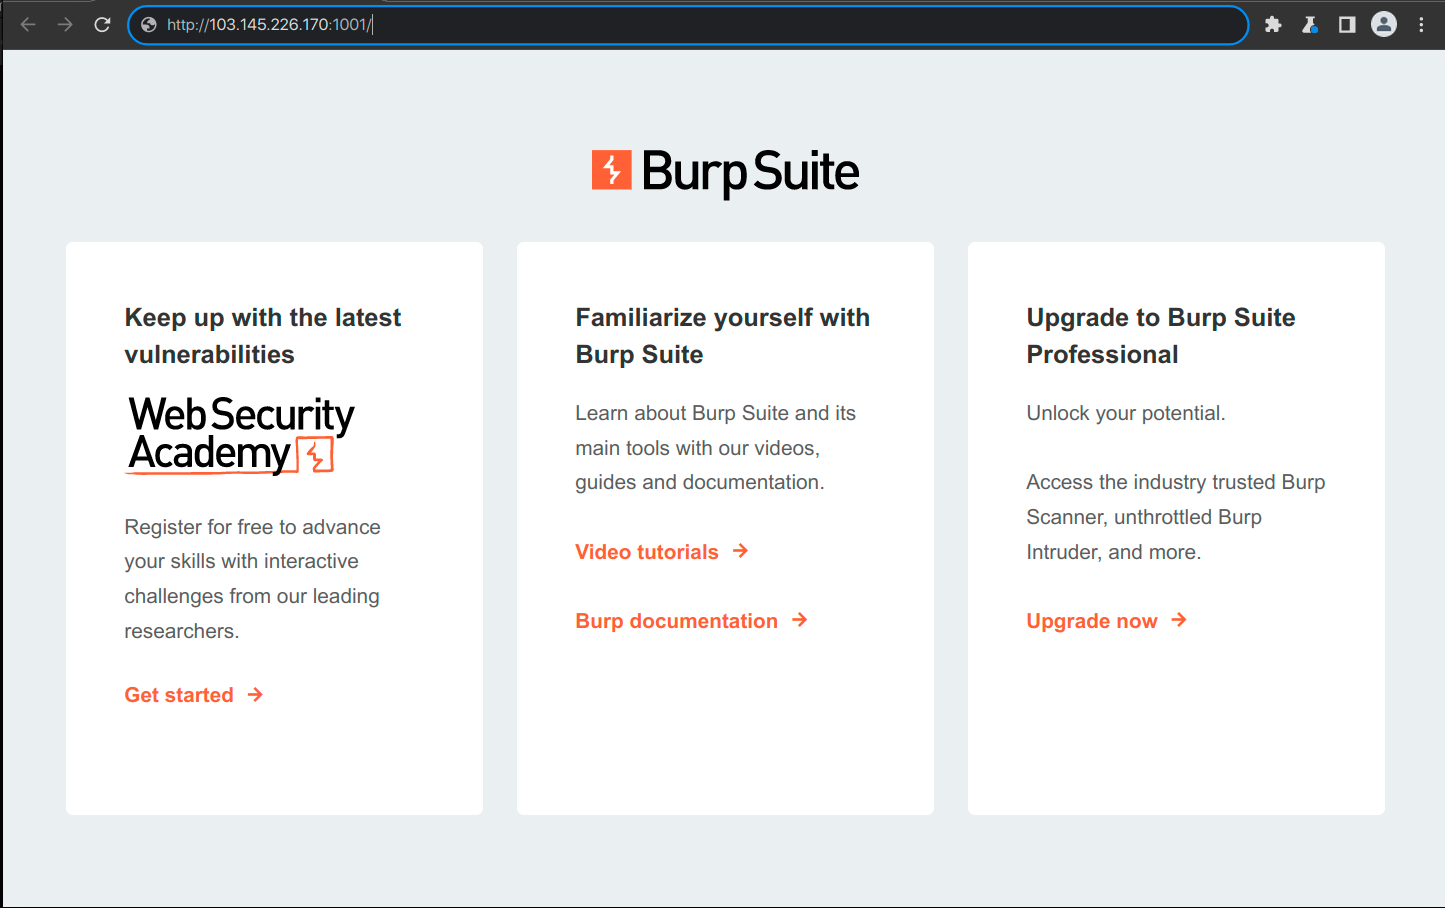 http://103.145.226.170:1001/
Burp Suite
Keep up with the latest
vulnerabilities
Web Security
Academy
Register for free to advance
your skills with interactive
challenges from our leading
researchers.
Get started
Familiarize yourself with
Burp Suite
Learn about Burp Suite and its
main tools with our videos,
guides and documentation.
Video tutorials
Burp documentation
Upgrade to Burp Suite
Professional
Unlock your potential.
Access the industry trusted Burp
Scanner, unthrottled Burp
Intruder, and more.
Upgrade now